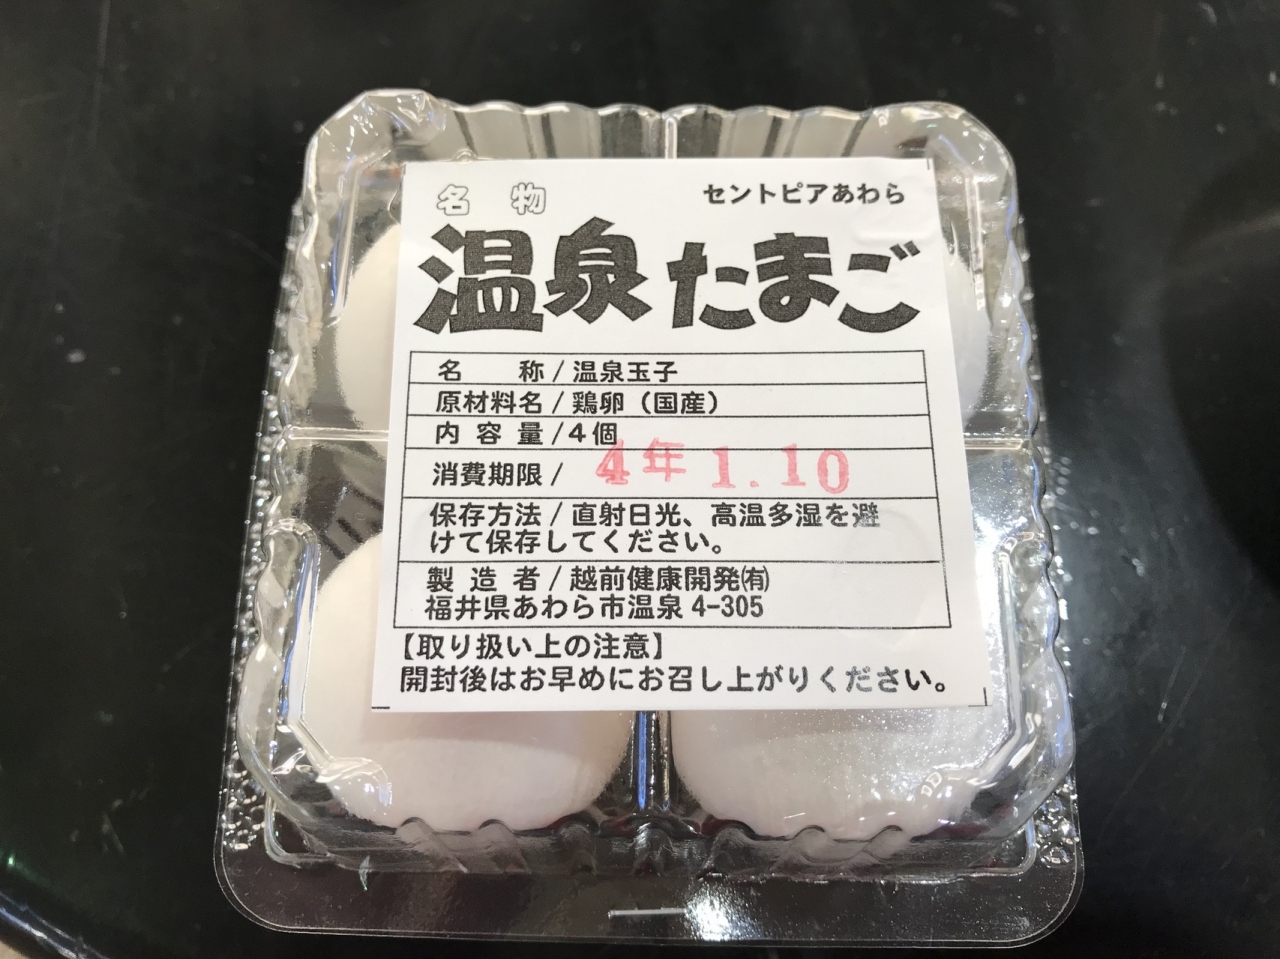 名物
セントピアあわら
温泉たまご
名称/温泉玉子
原材料名/鶏卵(国産)
内容量/4個
消費期限/4年1.10
保存方法/直射日光、高温多湿を避
けて保存してください。
製造者/越前健康開発㈲
福井県あわら市温泉4-305
【取り扱い上の注意】
開封後はお早めにお召し上がりください。